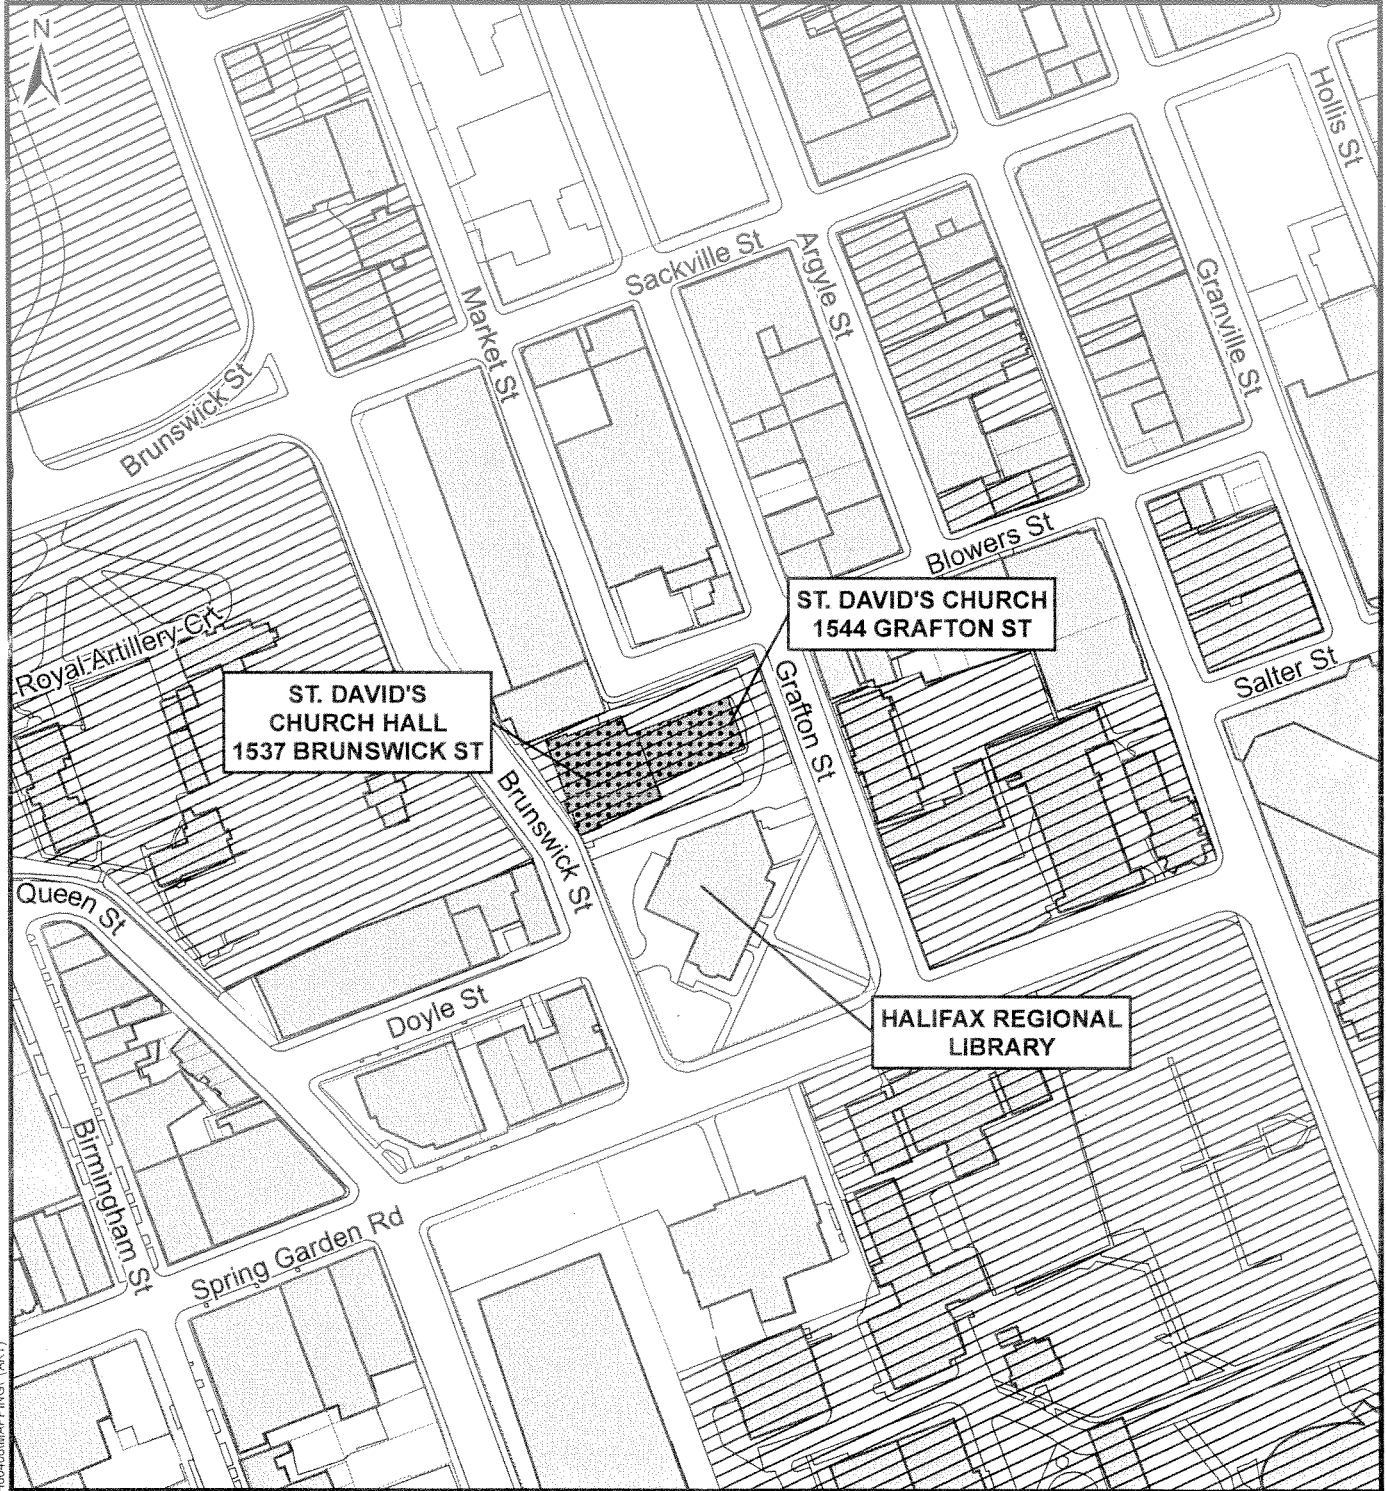 N
Hollis St
Sackville St
Argyle St
Granville St
Market St
Brunswick St
Blowers St
ST. DAVID'S CHURCH
1544 GRAFTON ST
Royal Artillery Crt
ST. DAVID'S
CHURCH HALL
1537 BRUNSWICK ST
Grafton St
Salter St
Brunswick St
Queen St
Doyle St
HALIFAX REGIONAL
LIBRARY
Birmingham St
Spring Garden Rd